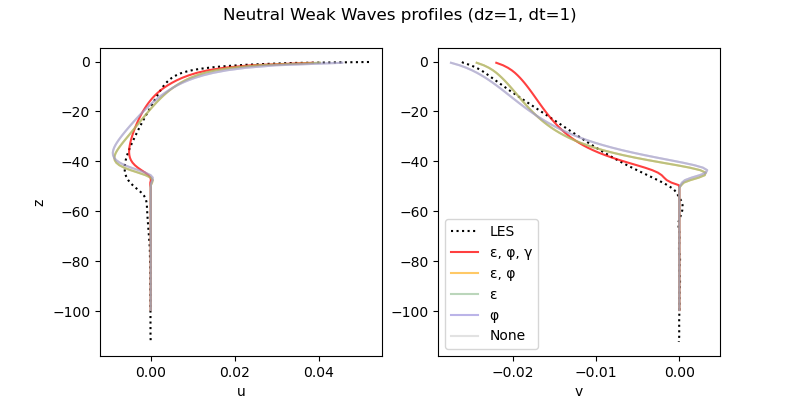 Neutral Weak Waves profiles (dz=1, dt=1)
0
−20
−40
−60
−80
−100
z
0.00 0.02 0.04
u
0
−20
−40
−60
−80
−100
LES
ε, φ, γ
ε, φ
ε
φ
None
−0.02 −0.01 0.00
v